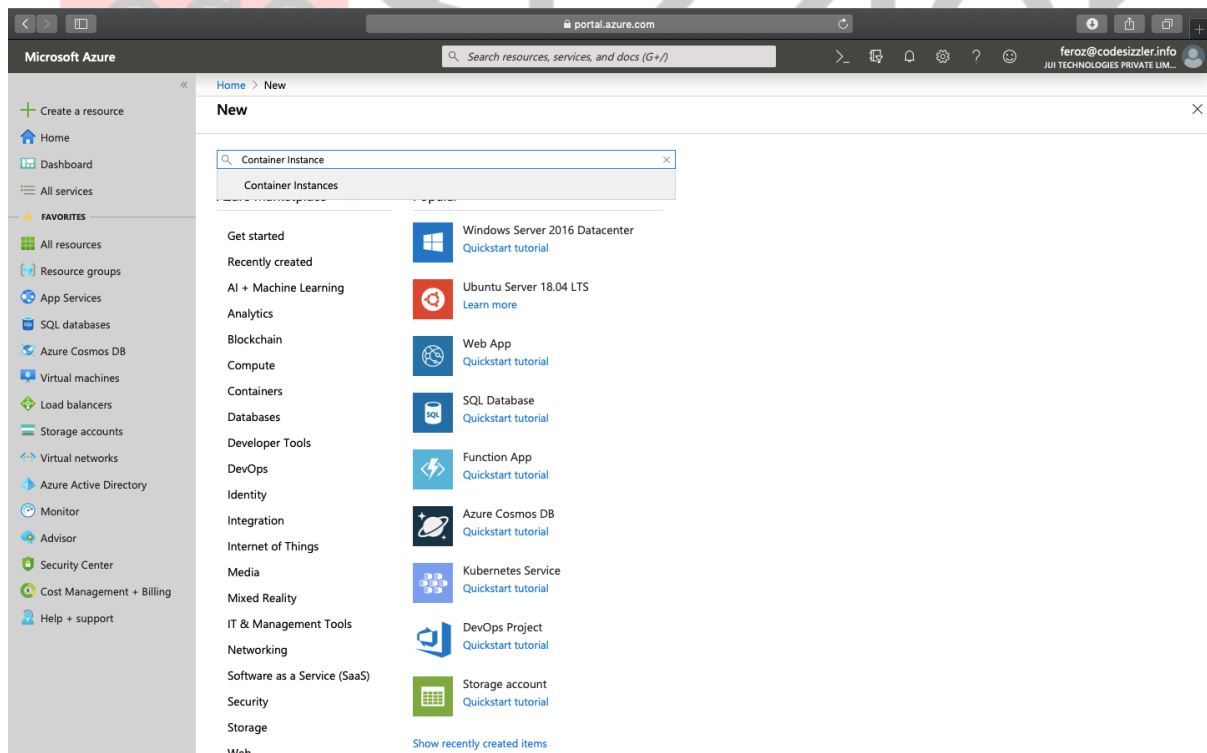 portal.azure.com
Microsoft Azure
Search resources, services, and docs (G+/)
feroz@codesizzler.info
JUI TECHNOLOGIES PRIVATE LIM...
Home > New
New
Create a resource
Home
Dashboard
All services
FAVORITES
All resources
Resource groups
App Services
SQL databases
Azure Cosmos DB
Virtual machines
Load balancers
Storage accounts
Virtual networks
Azure Active Directory
Monitor
Advisor
Security Center
Cost Management + Billing
Help + support
Container Instance
Container Instances
Azure Marketplace
Popular
Get started
Recently created
AI + Machine Learning
Analytics
Blockchain
Compute
Containers
Databases
Developer Tools
DevOps
Identity
Integration
Internet of Things
Media
Mixed Reality
IT & Management Tools
Networking
Software as a Service (SaaS)
Security
Storage
Web
Windows Server 2016 Datacenter
Quickstart tutorial
Ubuntu Server 18.04 LTS
Learn more
Web App
Quickstart tutorial
SQL
SQL Database
Quickstart tutorial
Function App
Quickstart tutorial
Azure Cosmos DB
Quickstart tutorial
Kubernetes Service
Quickstart tutorial
DevOps Project
Quickstart tutorial
Storage account
Quickstart tutorial
Show recently created items